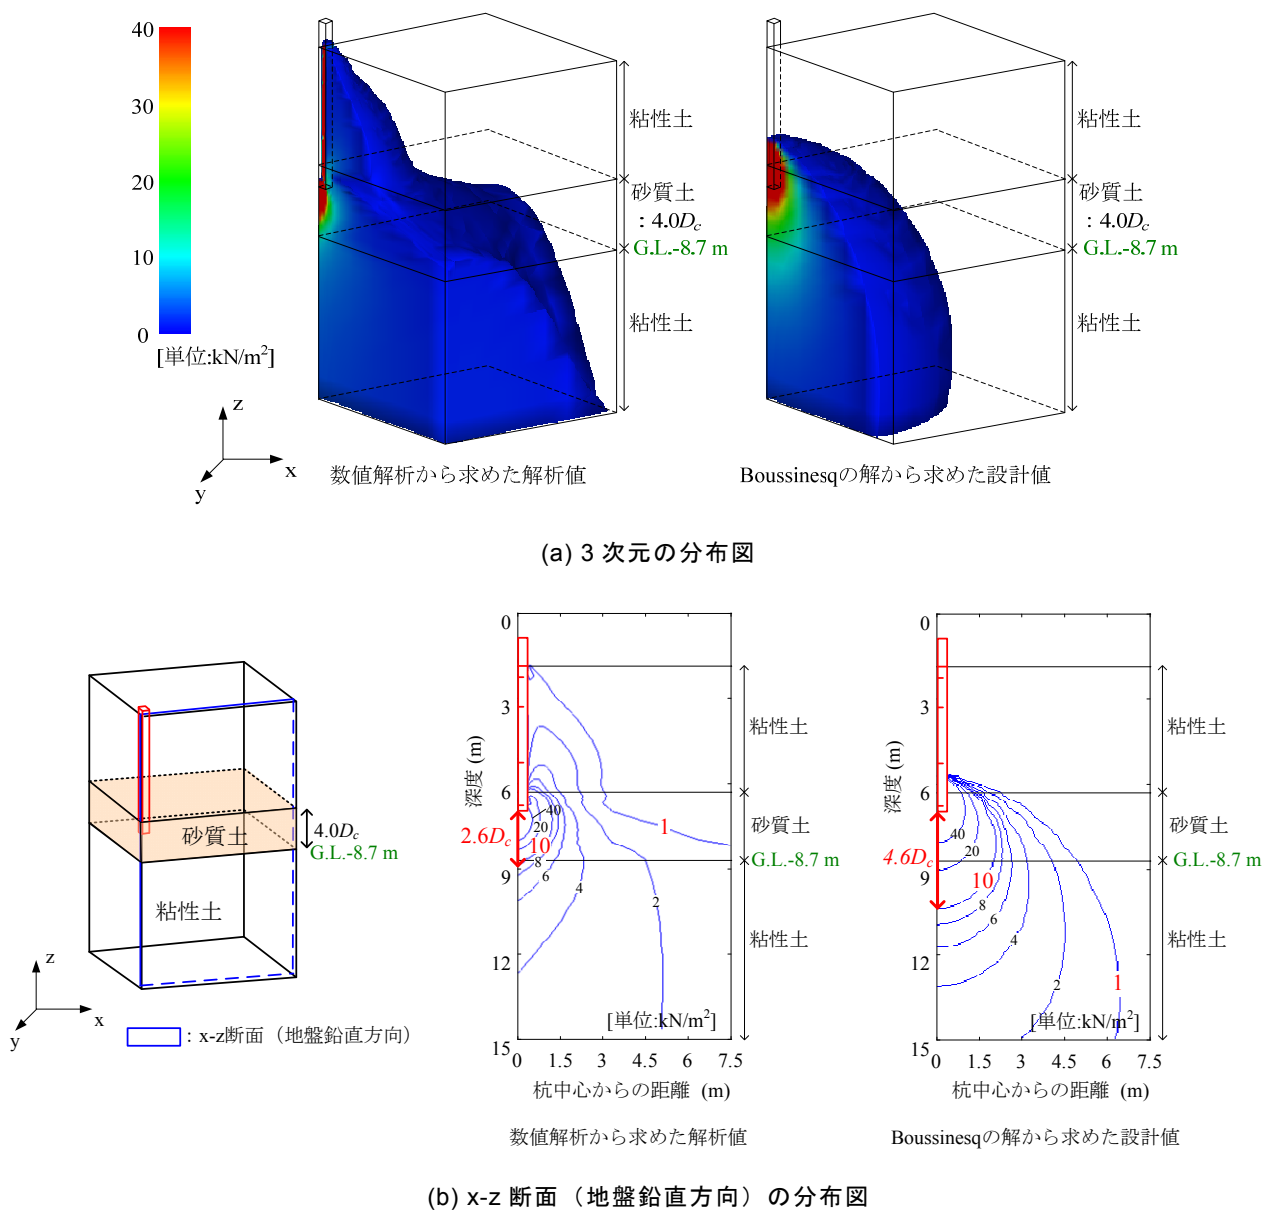 40
30
20
10
0
[単位:kN/m2]
z
x
y
粘性土
砂質土
: 4.0Dc
G.L.-8.7 m
粘性土
数値解析から求めた解析値
粘性土
砂質土
: 4.0Dc
G.L.-8.7 m
粘性土
Boussinesqの解から求めた設計値
(a) 3 次元の分布図
砂質土
4.0Dc
G.L.-8.7 m
粘性土
z
x
y
: x-z断面（地盤鉛直方向）
0
3
6
9
12
15
深度 (m)
2.6Dc
40
20
10
8
6
4
2
1
粘性土
砂質土
G.L.-8.7 m
粘性土
[単位:kN/m2]
0 1.5 3 4.5 6 7.5
杭中心からの距離 (m)
数値解析から求めた解析値
0
3
6
9
12
15
深度 (m)
4.6Dc
40
20
10
8
6
4
2
1
粘性土
砂質土
G.L.-8.7 m
粘性土
[単位:kN/m2]
0 1.5 3 4.5 6 7.5
杭中心からの距離 (m)
Boussinesqの解から求めた設計値
(b) x-z 断面（地盤鉛直方向）の分布図